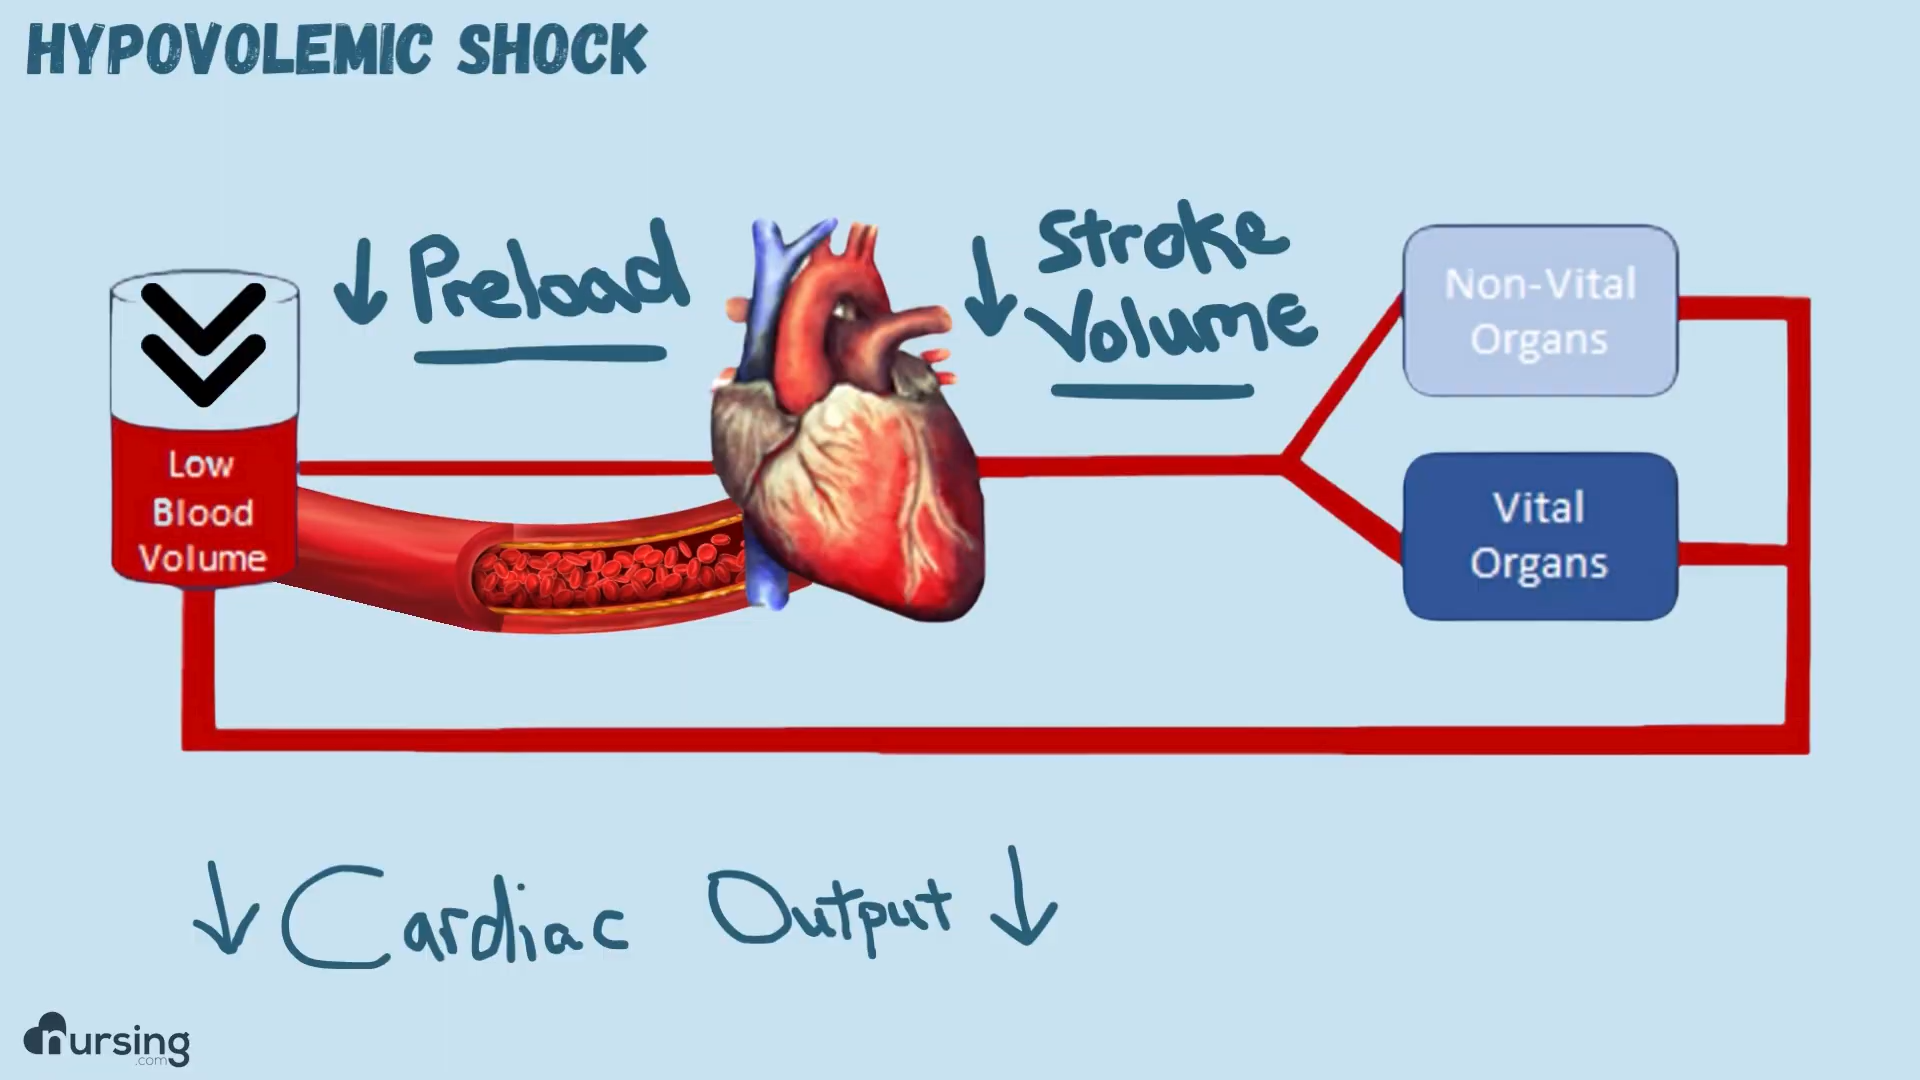 HYPOVOLEMIC SHOCK
↓ Preload
↓ Stroke
Volume
Low
Blood
Volume
Non-Vital
Organs
Vital
Organs
↓ Cardiac Output ↓
nursing
.com